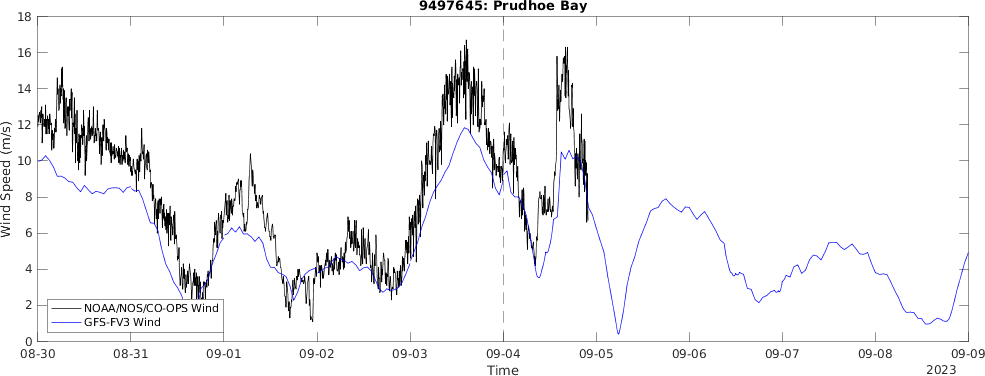 9497645: Prudhoe Bay
18
16
14
12
10
8
6
4
2
0
Wind Speed (m/s)
NOAA/NOS/CO-OPS Wind
GFS-FV3 Wind
08-30 08-31 09-01 09-02 09-03 09-04 09-05 09-06 09-07 09-08 09-09
Time
2023